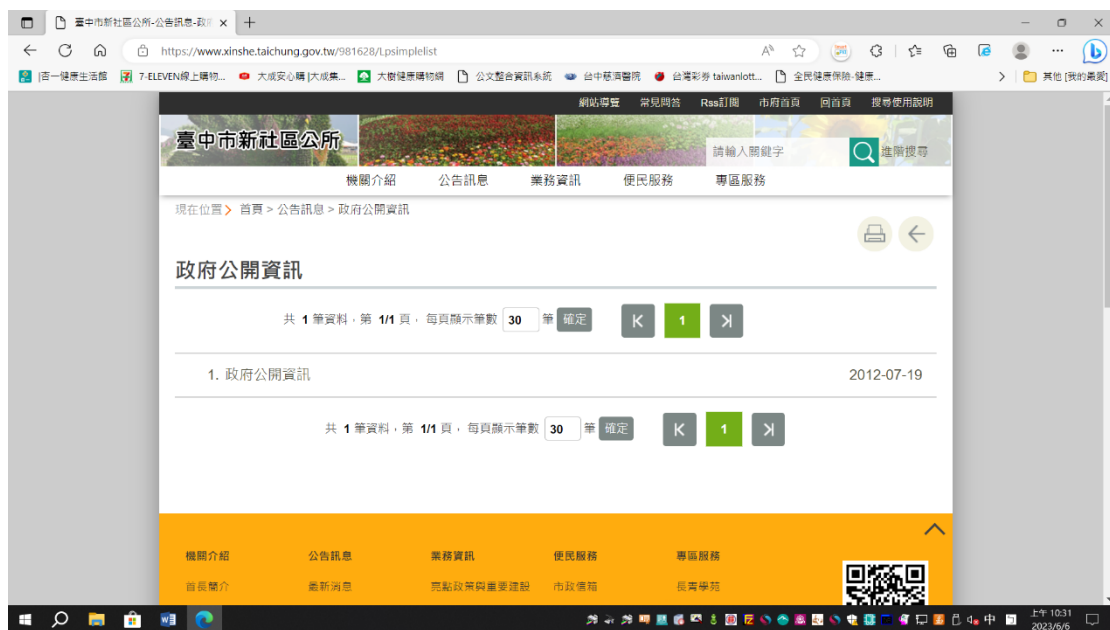 臺中市新社區公所-公告訊息-政府
https://www.xinshe.taichung.gov.tw/981628/Lpsimplelist
杏一健康生活館 7-ELEVEN線上購物... 大成安心購|大成集... 大樹健康購物網 公文整合資訊系統 台中慈濟醫院 台灣彩券 taiwanlott... 全民健康保險-健康... 其他 [我的最愛]
網站導覽 常見問答 Rss訂閱 市府首頁 回首頁 搜尋使用說明
臺中市新社區公所
請輸入關鍵字 進階搜尋
機關介紹 公告訊息 業務資訊 便民服務 專區服務
現在位置 首頁 > 公告訊息 > 政府公開資訊
政府公開資訊
共 1 筆資料,第 1/1 頁, 每頁顯示筆數 30 筆 確定 1
1. 政府公開資訊 2012-07-19
共 1 筆資料,第 1/1 頁, 每頁顯示筆數 30 筆 確定 1
機關介紹 公告訊息 業務資訊 便民服務 專區服務
首長簡介 最新消息 亮點政策與重要建設 市政信箱 長青學苑
中
上午 10:31
2023/6/6